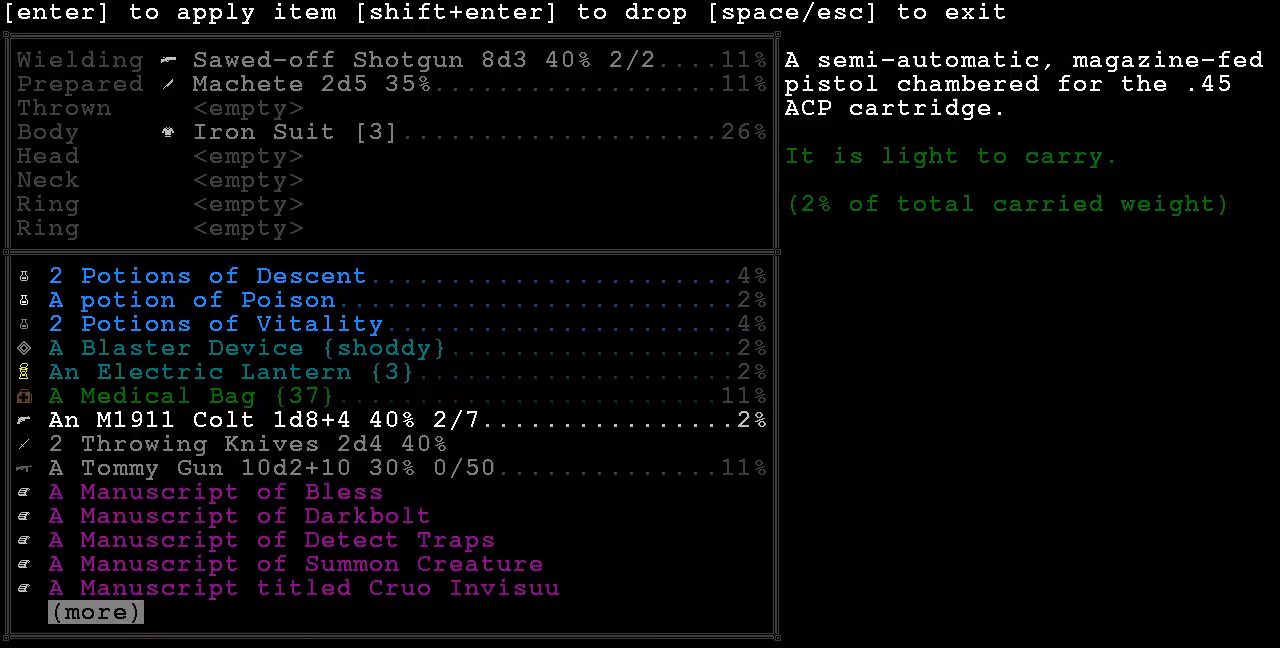 [enter] to apply item [shift+enter] to drop [space/esc] to exit
Wielding Sawed-off Shotgun 8d3 40% 2/2....11%
Prepared Machete 2d5 35%..................11%
Thrown <empty>
Body Iron Suit [3]....................26%
Head <empty>
Neck <empty>
Ring <empty>
Ring <empty>
2 Potions of Descent.......................4%
A potion of Poison.........................2%
2 Potions of Vitality......................4%
A Blaster Device {shoddy}..................2%
An Electric Lantern {3}....................2%
A Medical Bag {37}........................11%
An M1911 Colt 1d8+4 40% 2/7................2%
2 Throwing Knives 2d4 40%
A Tommy Gun 10d2+10 30% 0/50..............11%
A Manuscript of Bless
A Manuscript of Darkbolt
A Manuscript of Detect Traps
A Manuscript of Summon Creature
A Manuscript titled Cruo Invisuu
(more)
A semi-automatic, magazine-fed
pistol chambered for the .45
ACP cartridge.
It is light to carry.
(2% of total carried weight)